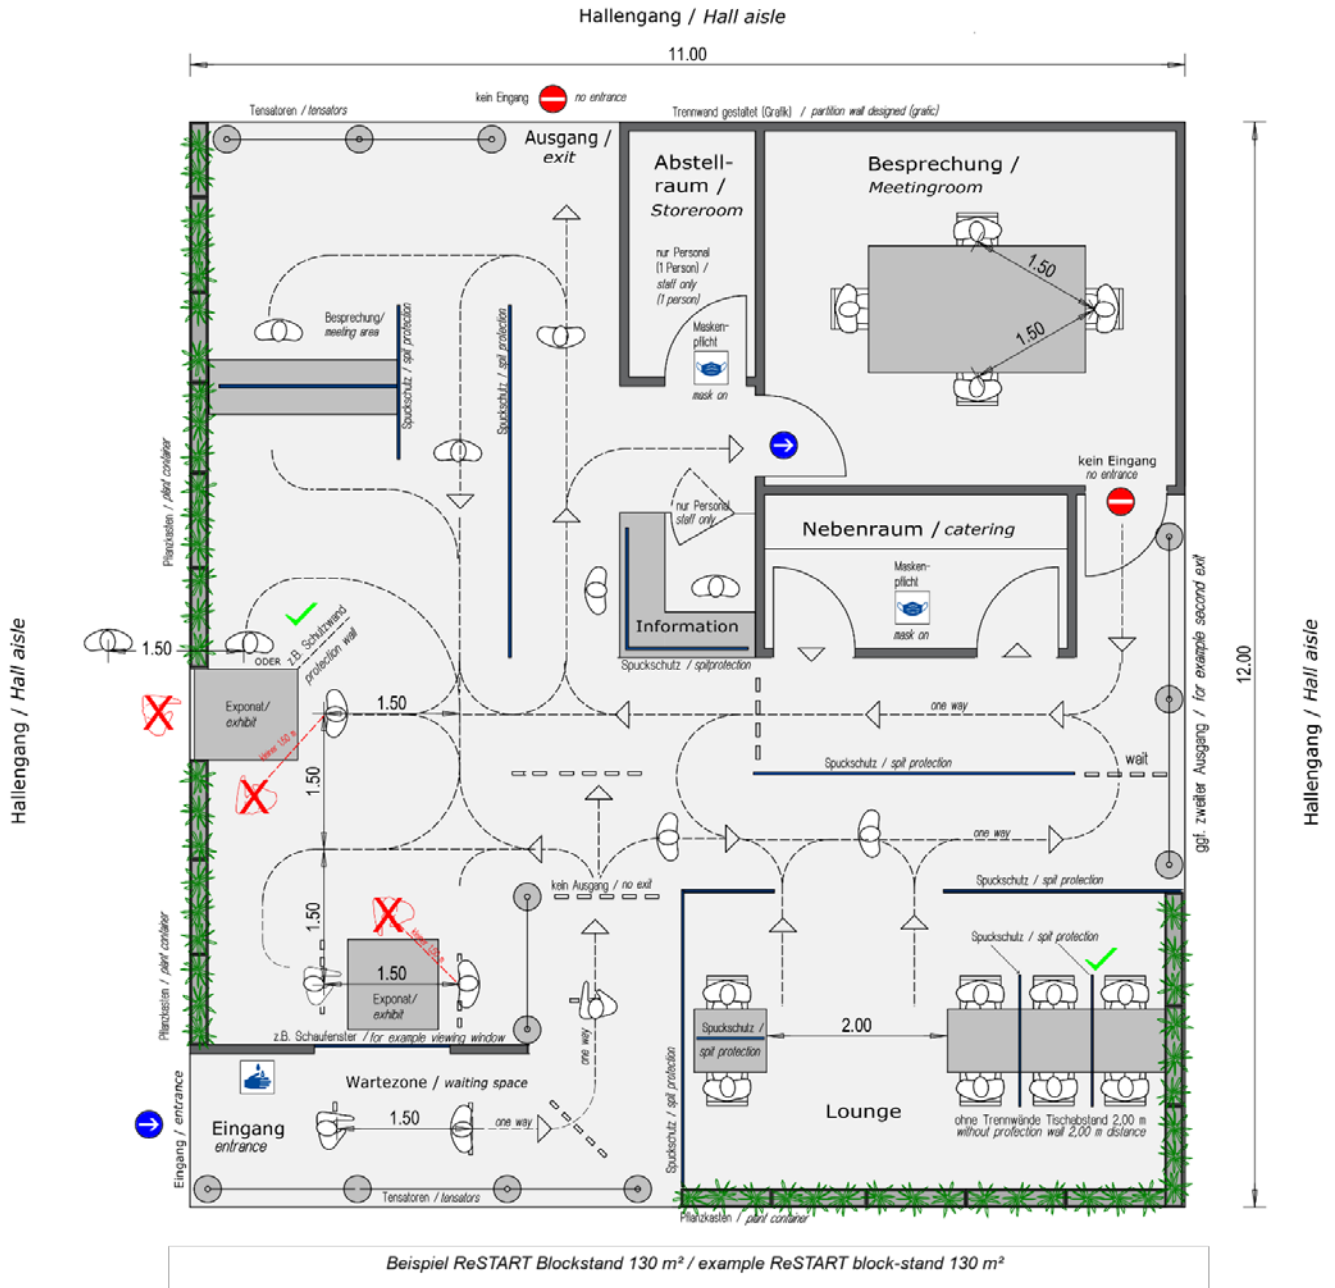 Hallengang / Hall aisle
11.00
kein Eingang
no entrance
Tensatoren / tensators
Trennwand gestaltet (Grafik) / partition wall designed (grafic)
Ausgang /
exit
Abstell-
raum /
Storeroom
Besprechung /
Meetingroom
nur Personal
(1 Person) /
staff only
(1 person)
1.50
1.50
Besprechung/
meeting area
Spuckschutz / spit protection
Spuckschutz / spit protection
Masken-
pflicht
mask on
Pflanzkasten / plant container
kein Eingang
no entrance
nur Personal
staff only
Nebenraum / catering
Masken-
pflicht
mask on
Information
Spuckschutz / spitprotection
ggf. zweiter Ausgang / for example second exit
12.00
Hallengang / Hall aisle
Hallengang / Hall aisle
1.50
ODER
z.B. Schutzwand
protection wall
Exponat/
exhibit
1.50
kleiner 1,50 m
1.50
one way
Spuckschutz / spit protection
wait
one way
kein Ausgang / no exit
Spuckschutz / spit protection
1.50
kleiner 1,50 m
1.50
Exponat/
exhibit
Pflanzkasten / plant container
z.B. Schaufenster / for example viewing window
Spuckschutz / spit protection
Spuckschutz /
spit protection
2.00
one way
Wartezone / waiting space
Eingang / entrance
Eingang
entrance
1.50
one way
Spuckschutz / spit protection
Lounge
ohne Trennwände Tischabstand 2,00 m
without protection wall 2,00 m distance
Tensatoren / tensators
Pflanzkasten / plant container
Beispiel ReSTART Blockstand 130 m² / example ReSTART block-stand 130 m²